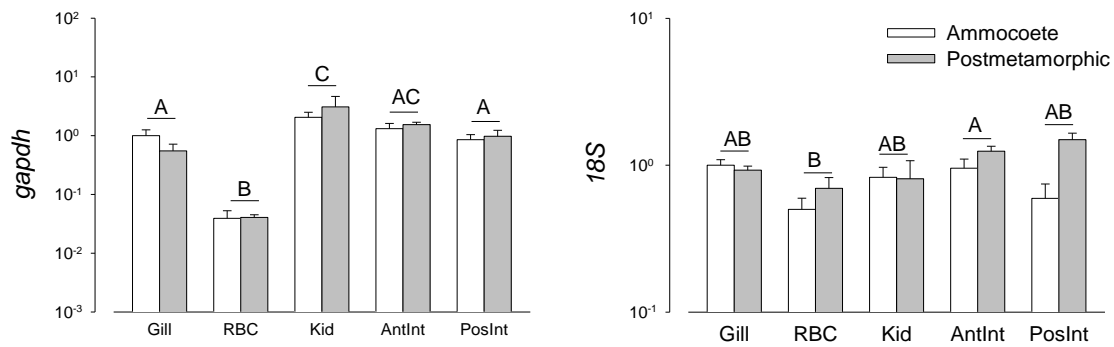 gapdh
10²
10¹
10⁰
10⁻¹
10⁻²
10⁻³
A
B
C
AC
A
Gill RBC Kid AntInt PosInt
18S
10¹
10⁰
10⁻¹
Ammocoete
Postmetamorphic
AB
B
AB
A
AB
Gill RBC Kid AntInt PosInt